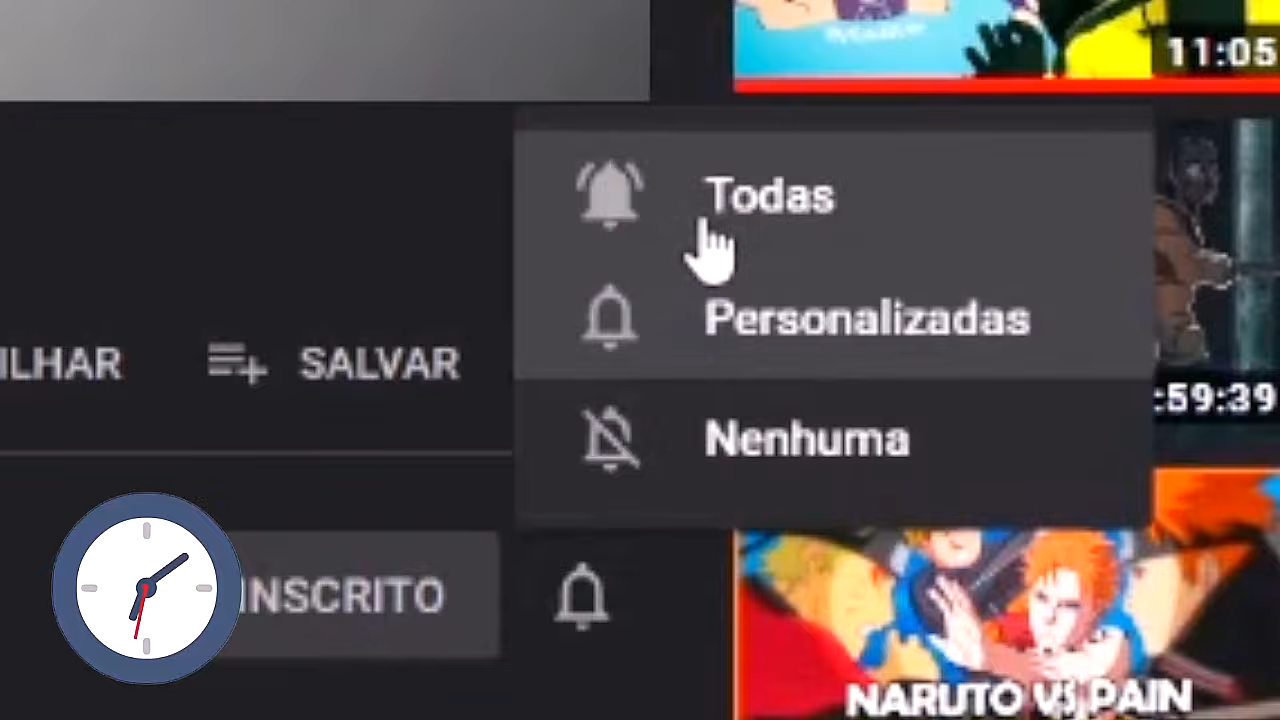 11:05
Todas
Personalizadas
ILHAR
SALVAR
:59:39
Nenhuma
INSCRITO
NARUTO VS PAIN